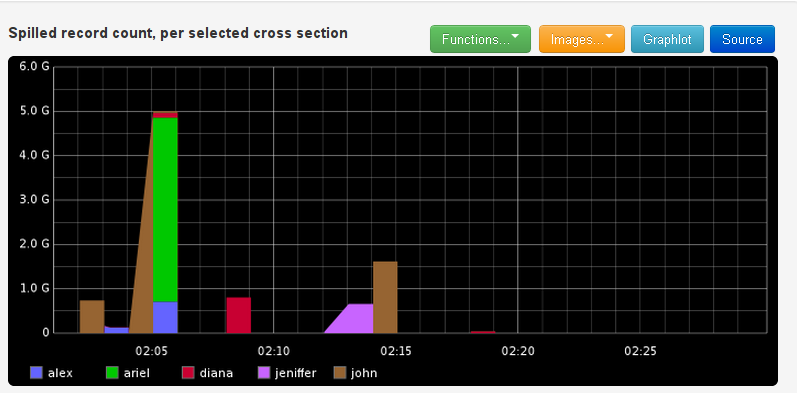 Spilled record count, per selected cross section
Functions... Images... Graphlot Source
6.0 G
5.0 G
4.0 G
3.0 G
2.0 G
1.0 G
0
02:05 02:10 02:15 02:20 02:25
alex ariel diana jeniffer john